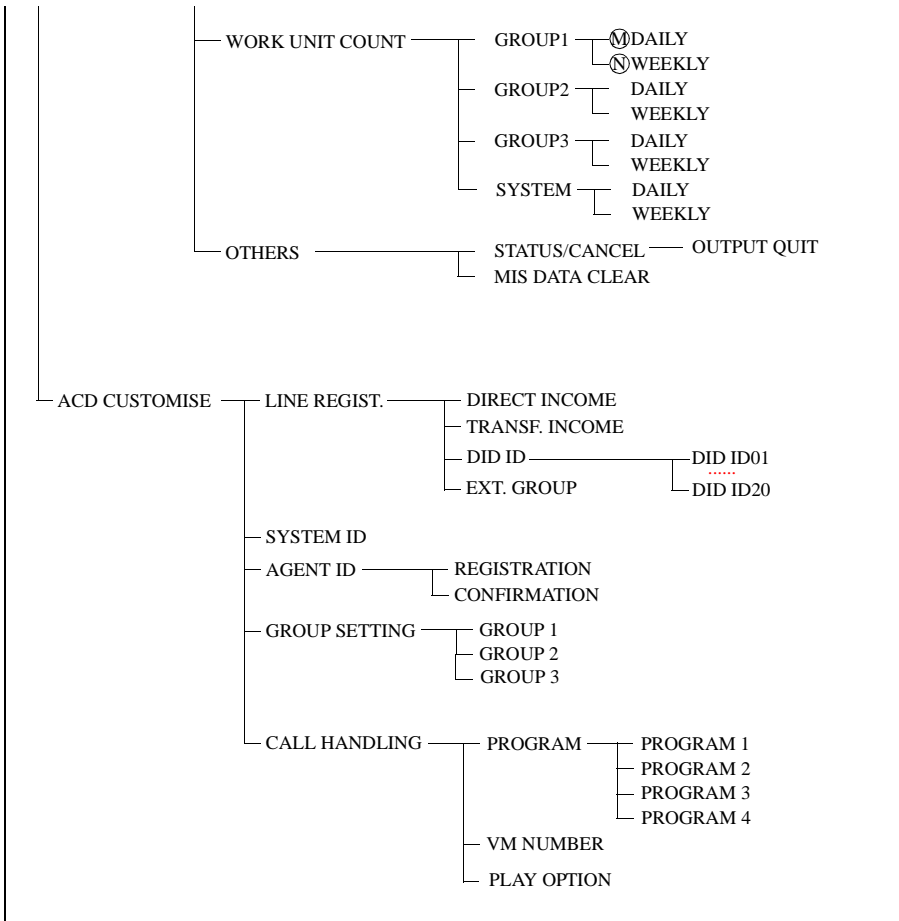 WORK UNIT COUNT GROUP1 Ⓜ DAILY
Ⓝ WEEKLY
GROUP2 DAILY
WEEKLY
GROUP3 DAILY
WEEKLY
SYSTEM DAILY
WEEKLY
OTHERS STATUS/CANCEL OUTPUT QUIT
MIS DATA CLEAR
ACD CUSTOMISE LINE REGIST. DIRECT INCOME
TRANSF. INCOME
DID ID DID ID01
......
EXT. GROUP DID ID20
SYSTEM ID
AGENT ID REGISTRATION
CONFIRMATION
GROUP SETTING GROUP 1
GROUP 2
GROUP 3
CALL HANDLING PROGRAM PROGRAM 1
PROGRAM 2
PROGRAM 3
PROGRAM 4
VM NUMBER
PLAY OPTION